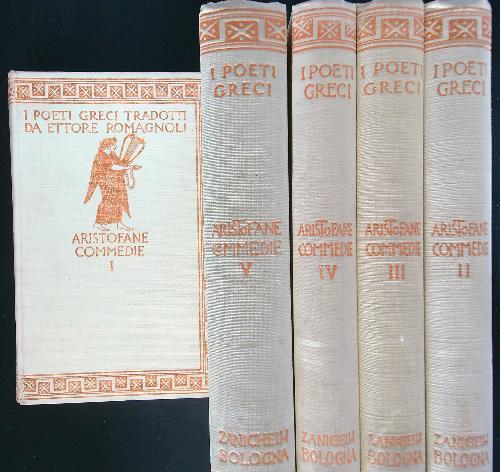 I POETI GRECI TRADOTTI
DA ETTORE ROMAGNOLI
ARISTOFANE
COMMEDIE
I
I POETI
GRECI
ARISTOFANE
COMMEDIE
V
ZANICHELLI
BOLOGNA
I POETI
GRECI
ARISTOFANE
COMMEDIE
IV
ZANICHELLI
BOLOGNA
I POETI
GRECI
ARISTOFANE
COMMEDIE
III
ZANICHELLI
BOLOGNA
I POETI
GRECI
ARISTOFANE
COMMEDIE
II
ZANICHELLI
BOLOGNA